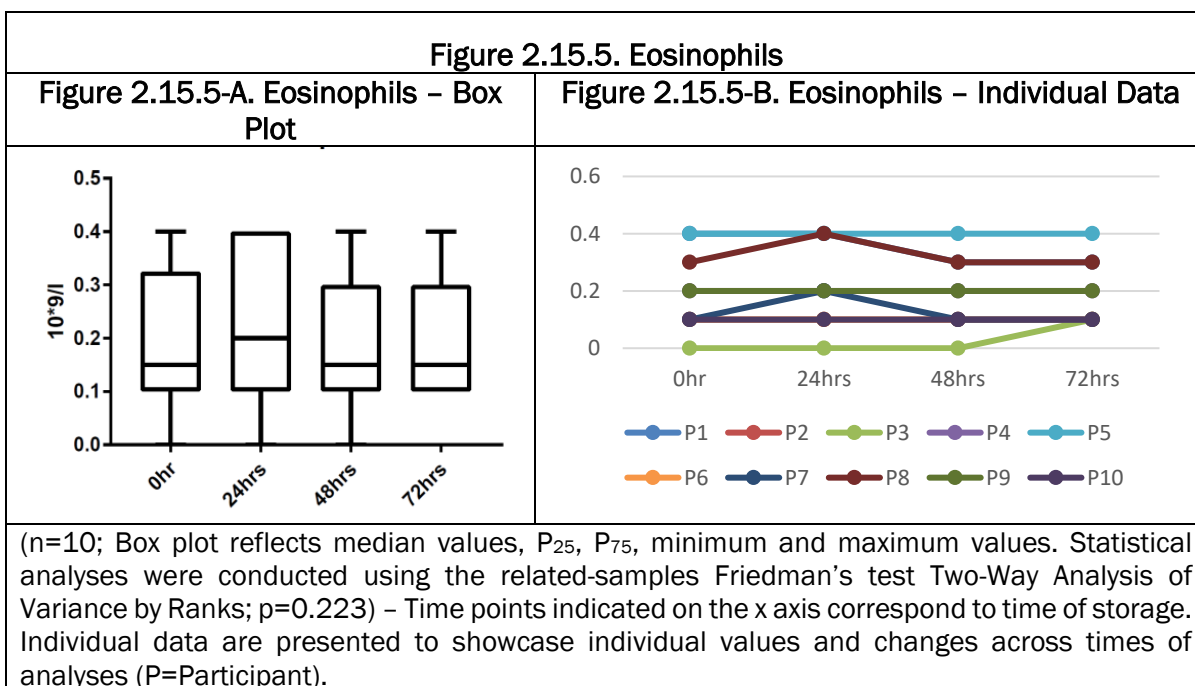 Figure 2.15.5. Eosinophils
Figure 2.15.5-A. Eosinophils – Box
Plot
Figure 2.15.5-B. Eosinophils – Individual Data
0.5
0.4
0.3
0.2
0.1
0.0
10*9/l
0hr
24hrs
48hrs
72hrs
0.6
0.4
0.2
0
0hr 24hrs 48hrs 72hrs
P1 P2 P3 P4 P5
P6 P7 P8 P9 P10
(n=10; Box plot reflects median values, P25, P75, minimum and maximum values. Statistical
analyses were conducted using the related-samples Friedman's test Two-Way Analysis of
Variance by Ranks; p=0.223) – Time points indicated on the x axis correspond to time of storage.
Individual data are presented to showcase individual values and changes across times of
analyses (P=Participant).